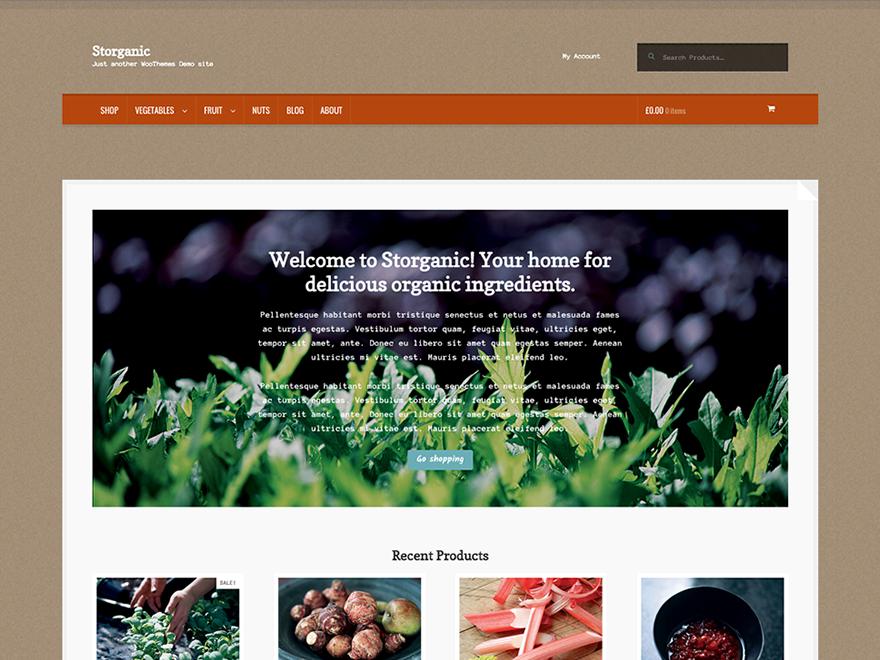 Storganic
Just another WooThemes Demo site
My Account
Search Products…
SHOP VEGETABLES FRUIT NUTS BLOG ABOUT
£0.00 0 items
Welcome to Storganic! Your home for
delicious organic ingredients.
Pellentesque habitant morbi tristique senectus et netus et malesuada fames
ac turpis egestas. Vestibulum tortor quam, feugiat vitae, ultricies eget,
tempor sit amet, ante. Donec eu libero sit amet quam egestas semper. Aenean
ultricies mi vitae est. Mauris placerat eleifend leo.
Pellentesque habitant morbi tristique senectus et netus et malesuada fames
ac turpis egestas. Vestibulum tortor quam, feugiat vitae, ultricies eget,
tempor sit amet, ante. Donec eu libero sit amet quam egestas semper. Aenean
ultricies mi vitae est. Mauris placerat eleifend leo.
Go shopping
Recent Products
SALE!